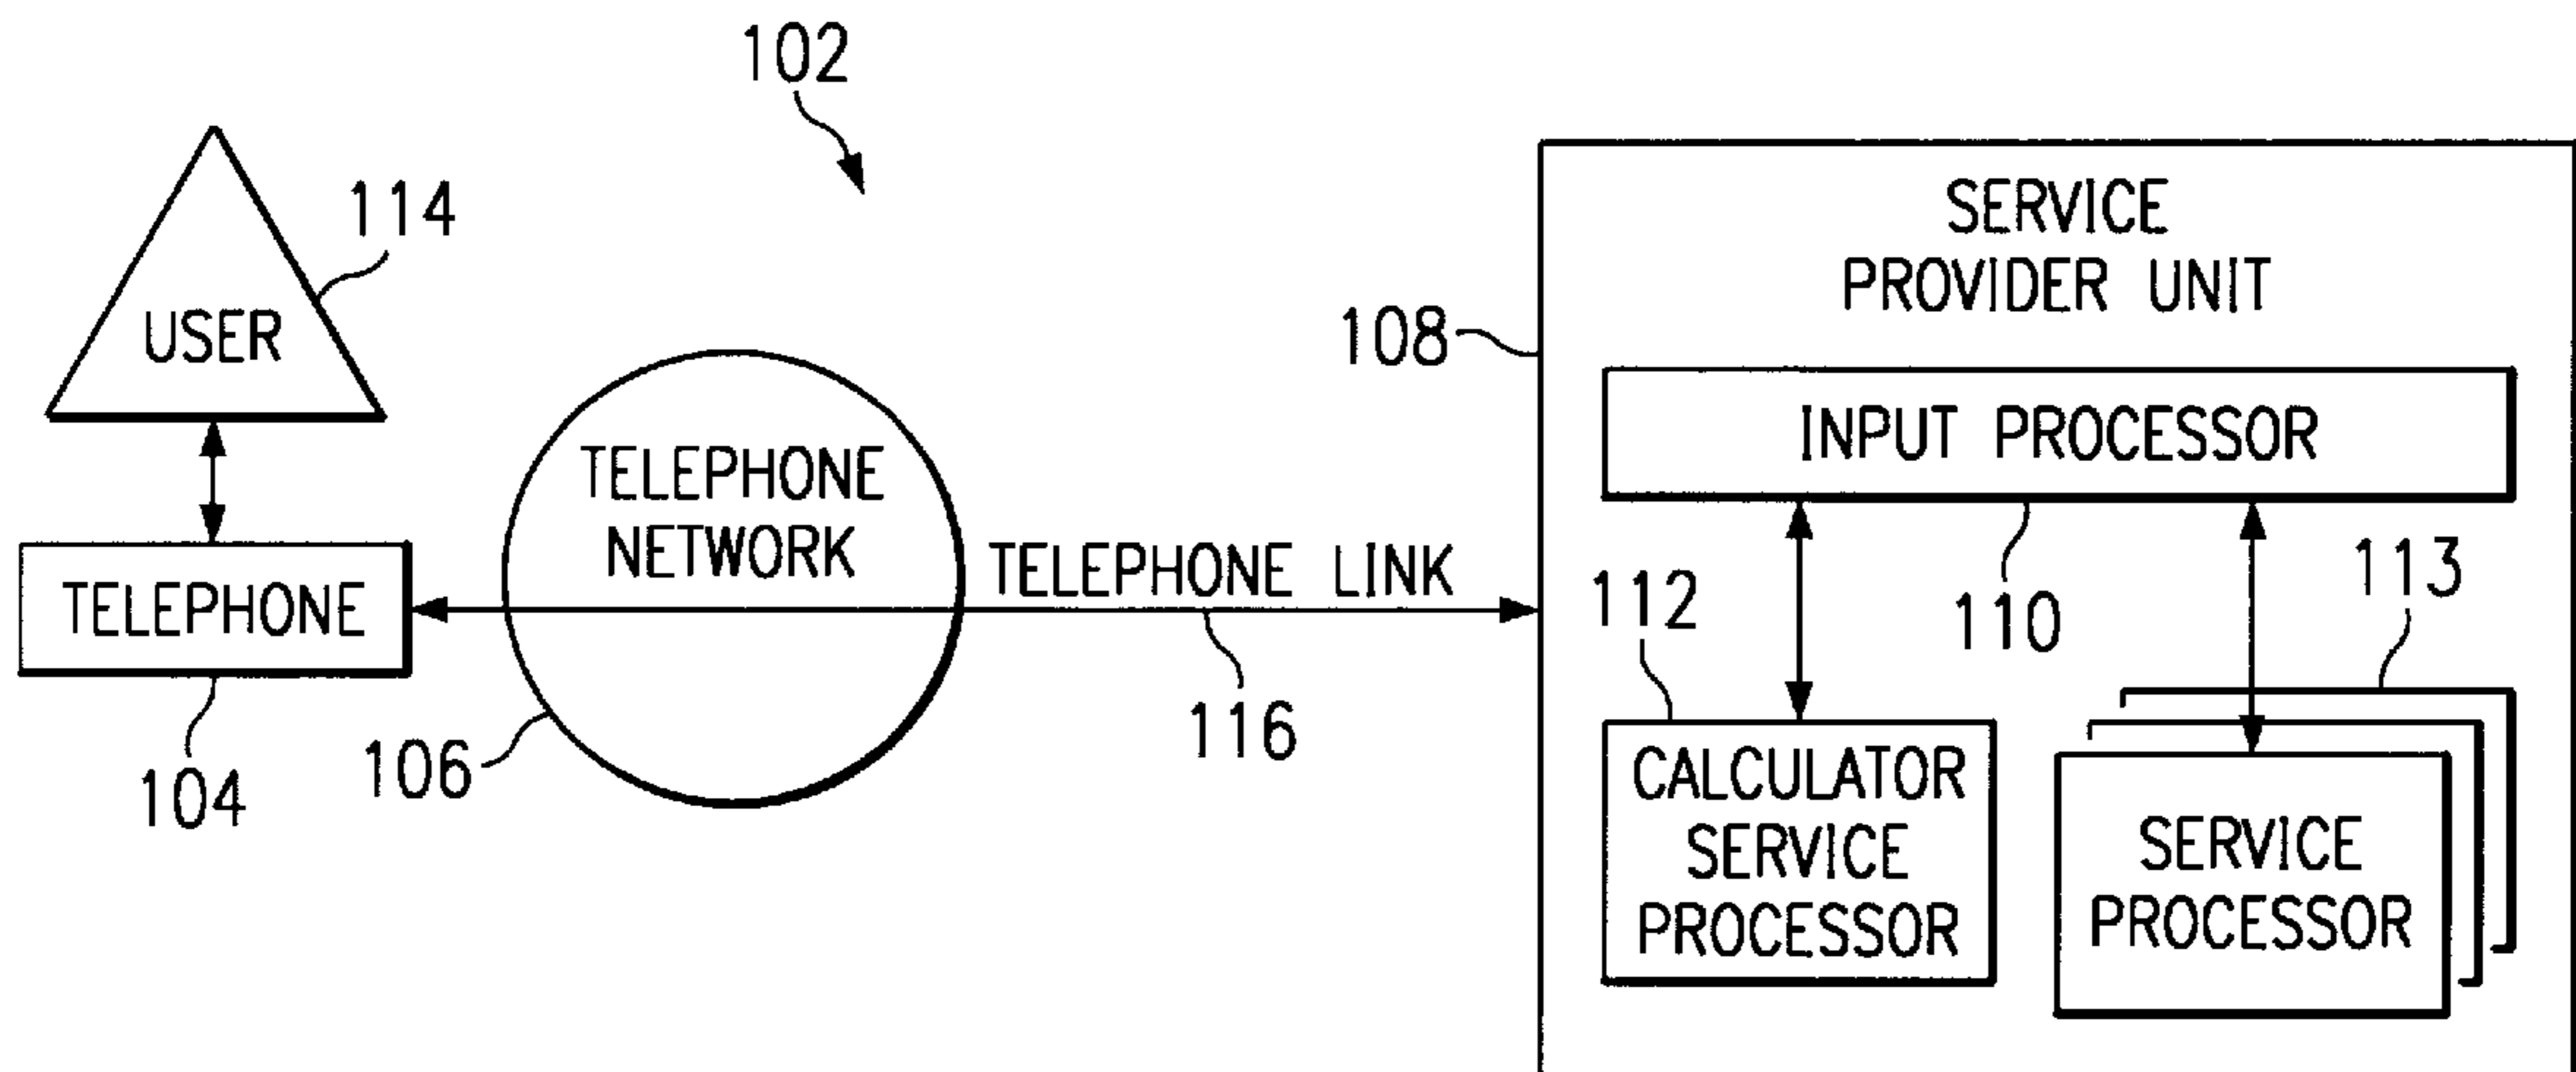 102
114
USER
TELEPHONE
104
TELEPHONE
NETWORK
106
TELEPHONE LINK
116
108
SERVICE
PROVIDER UNIT
INPUT PROCESSOR
110
112
CALCULATOR
SERVICE
PROCESSOR
113
SERVICE
PROCESSOR